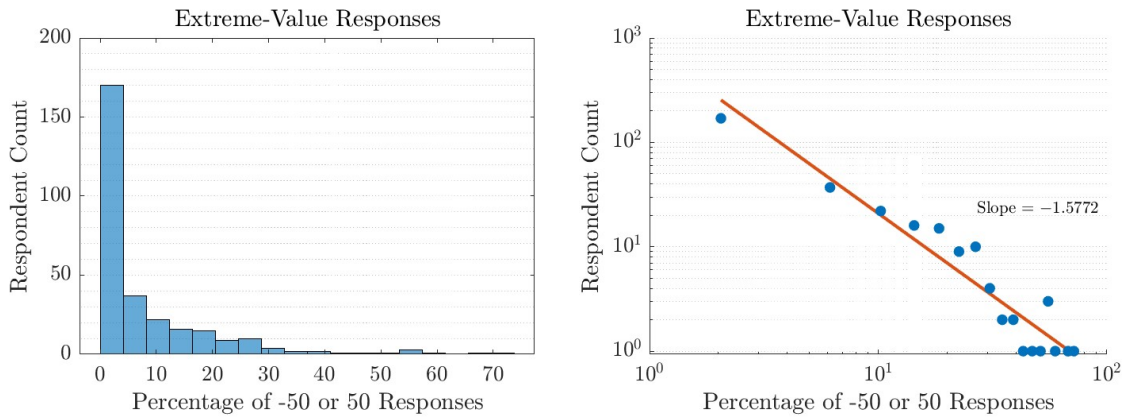 Extreme-Value Responses
200
150
100
50
0
0 10 20 30 40 50 60 70
Respondent Count
Percentage of -50 or 50 Responses
Extreme-Value Responses
10^3
10^2
10^1
10^0
10^0 10^1 10^2
Respondent Count
Slope = −1.5772
Percentage of -50 or 50 Responses